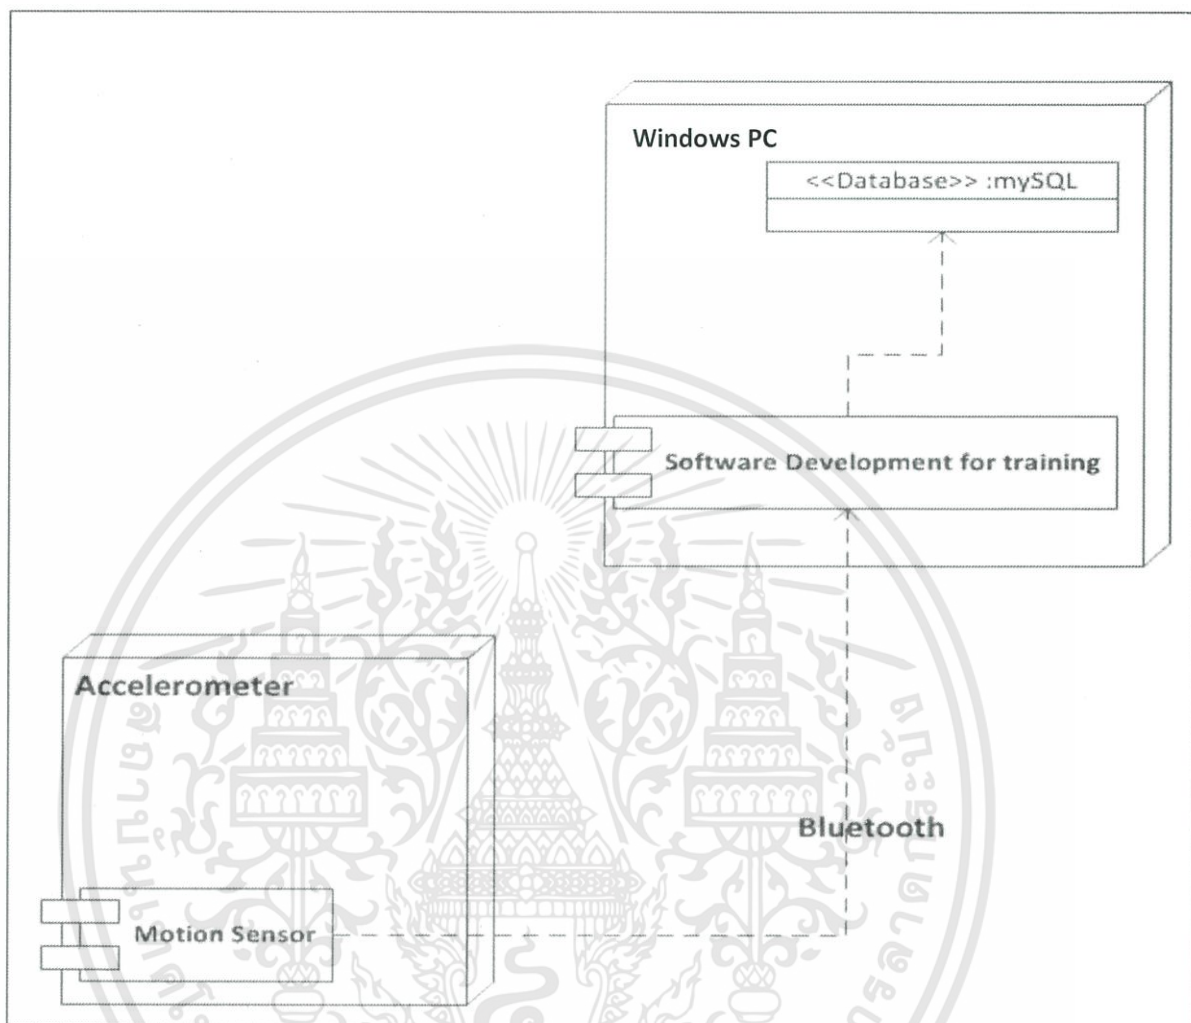 Windows PC
<<Database>> :mySQL
Software Development for training
Accelerometer
Bluetooth
Motion Sensor